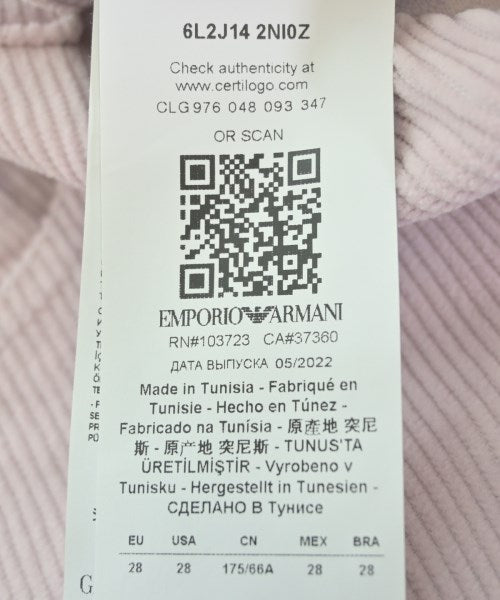 6L2J14 2NI0Z
Check authenticity at
www.certilogo.com
CLG 976 048 093 347
OR SCAN
EMPORIO ARMANI
RN#103723 CA#37360
ДАТА ВЫПУСКА 05/2022
Made in Tunisia - Fabriqué en
Tunisie - Hecho en Túnez -
Fabricado na Tunísia - 原產地 突尼
斯 - 原产地 突尼斯 - TUNUS'TA
ÜRETİLMİŞTİR - Vyrobeno v
Tunisku - Hergestellt in Tunesien -
СДЕЛАНО В Тунисе
EU USA CN MEX BRA
28 28 175/66A 28 28
G